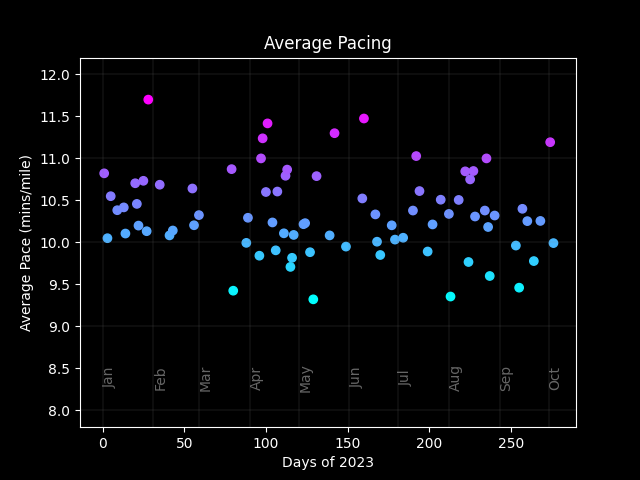 Average Pacing
Average Pace (mins/mile)
12.0
11.5
11.0
10.5
10.0
9.5
9.0
8.5
8.0
Jan
Feb
Mar
Apr
May
Jun
Jul
Aug
Sep
Oct
0
50
100
150
200
250
Days of 2023